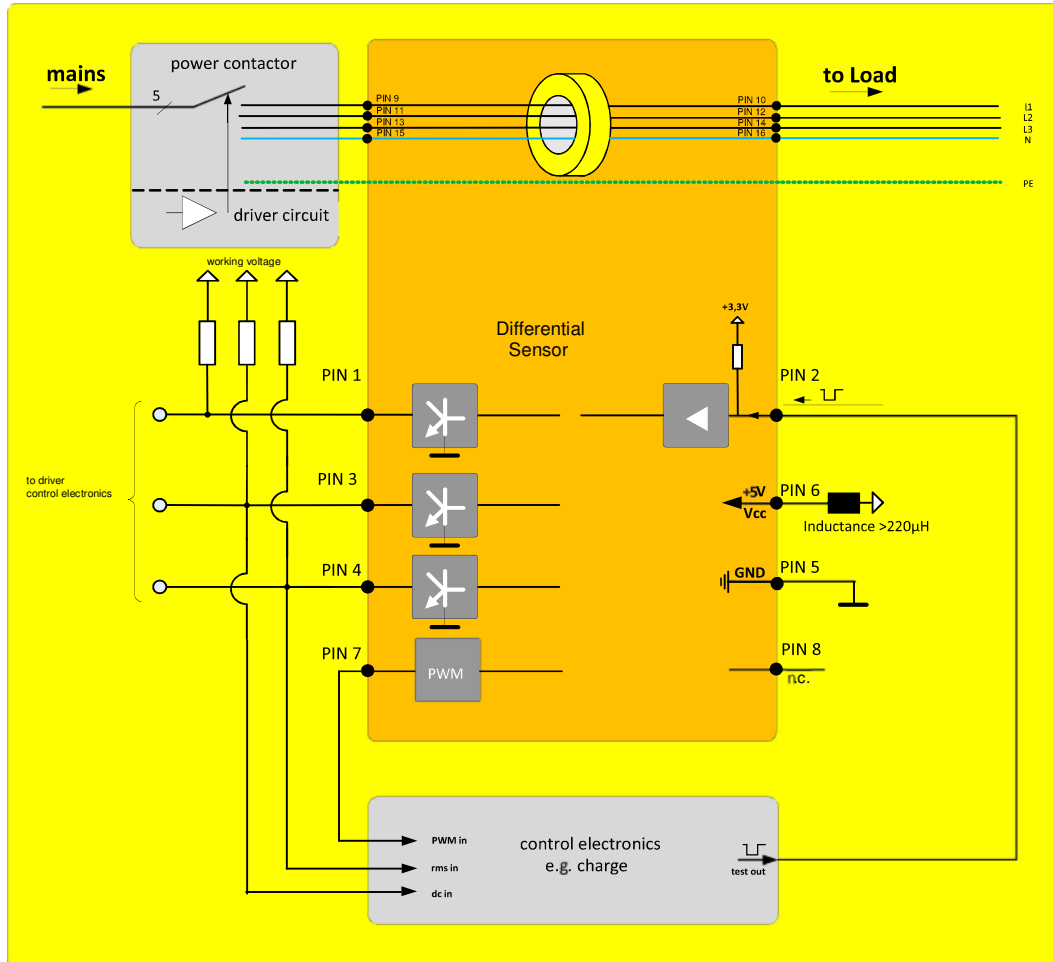 mains
power contactor
5
driver circuit
to Load
PIN 9
PIN 11
PIN 13
PIN 15
PIN 10
PIN 12
PIN 14
PIN 16
L1
L2
L3
N
PE
working voltage
Differential
Sensor
+3,3V
PIN 1
PIN 2
to driver
control electronics
PIN 3
+5V
Vcc
PIN 6
Inductance >220µH
PIN 4
GND
PIN 5
PIN 7
PWM
PIN 8
n.c.
PWM in
rms in
dc in
control electronics
e.g. charge
test out